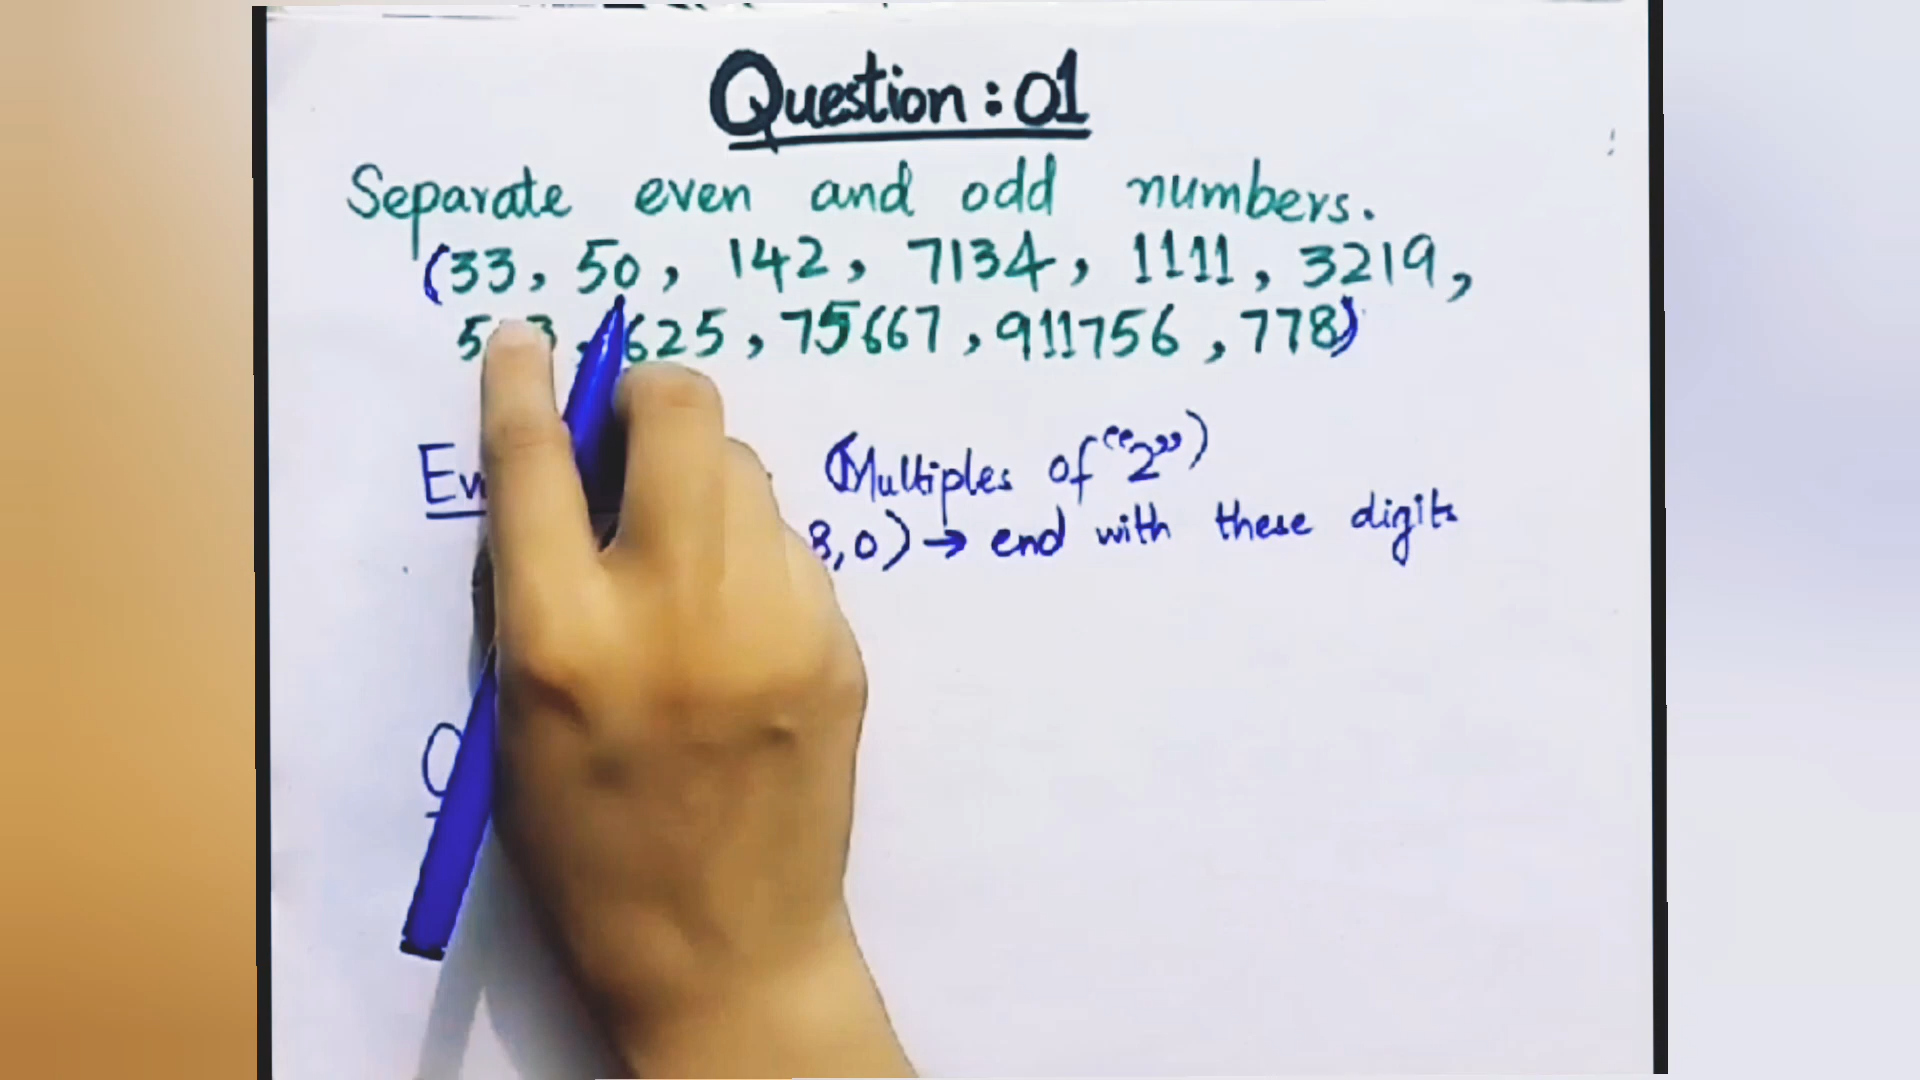 Question : 01
Separate even and odd numbers.
(33, 50, 142, 7134, 1111, 3219,
625, 75667, 911756, 778)
(Multiples of "2")
8,0) → end with these digits